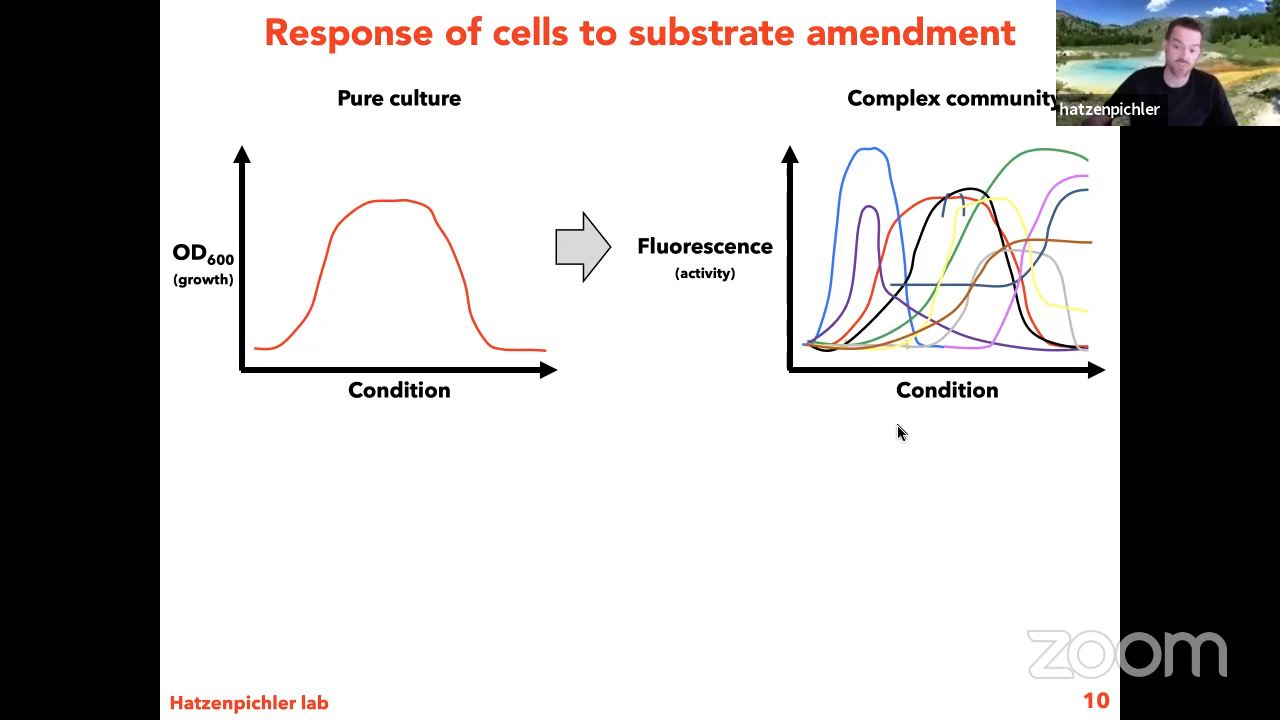 Response of cells to substrate amendment
hatzenpichler
Pure culture
Complex community
OD600
(growth)
Fluorescence
(activity)
Condition
Condition
zoom
Hatzenpichler lab
10